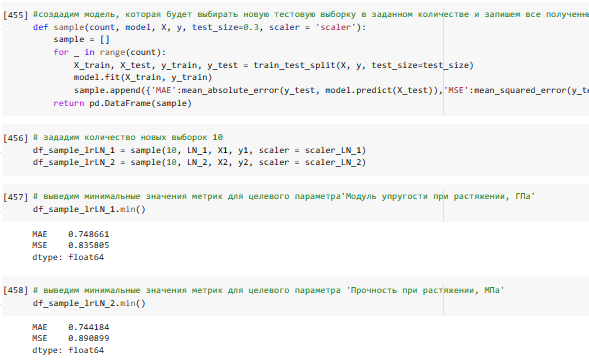 [455] #создадим модель, которая будет выбирать новую тестовую выборку в заданном количестве и запишем все полученны
def sample(count, model, X, y, test_size=0.3, scaler = 'scaler'):
sample = []
for _ in range(count):
X_train, X_test, y_train, y_test = train_test_split(X, y, test_size=test_size)
model.fit(X_train, y_train)
sample.append({'MAE':mean_absolute_error(y_test, model.predict(X_test)),'MSE':mean_squared_error(y_te
return pd.DataFrame(sample)
[456] # зададим количество новых выборок 10
df_sample_lrLN_1 = sample(10, LN_1, X1, y1, scaler = scaler_LN_1)
df_sample_lrLN_2 = sample(10, LN_2, X2, y2, scaler = scaler_LN_2)
[457] # выведим минимальные значения метрик для целевого параметра'Модуль упругости при растяжении, ГПа'
df_sample_lrLN_1.min()
MAE 0.748661
MSE 0.835805
dtype: float64
[458] # выведим минимальные значения метрик для целевого параметра 'Прочность при растяжении, МПа'
df_sample_lrLN_2.min()
MAE 0.744184
MSE 0.890899
dtype: float64